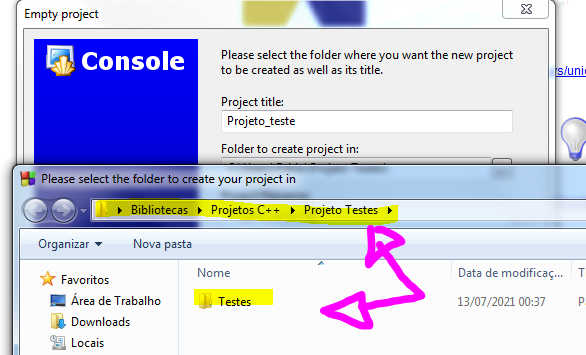 Empty project
Console
Please select the folder where you want the new project
to be created as well as its title.
Project title:
Projeto_teste
Folder to create project in:
Please select the folder to create your project in
Bibliotecas Projetos C++ Projeto Testes
Organizar Nova pasta
Favoritos
Área de Trabalho
Downloads
Locais
Nome Data de modificaç... T
Testes 13/07/2021 00:37 P
s/unic